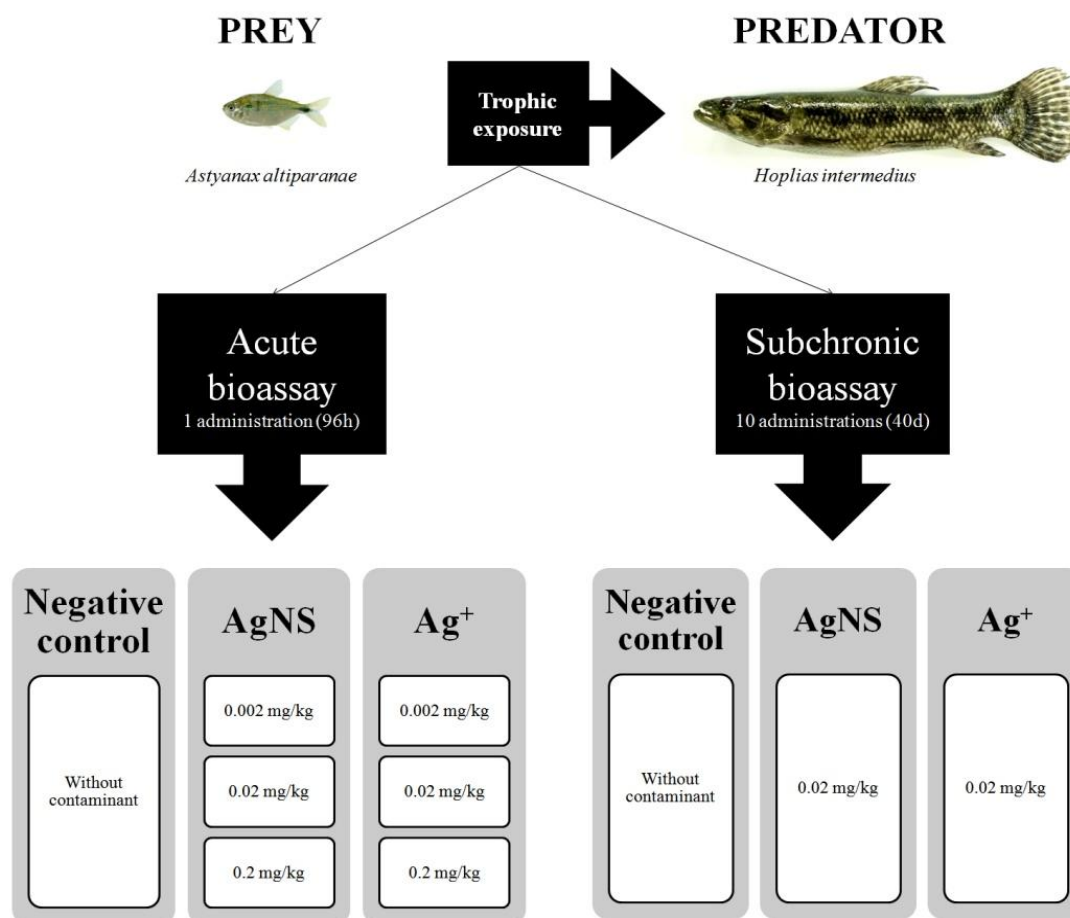 PREY
PREDATOR
Trophic
exposure
Astyanax altiparanae
Hoplias intermedius
Acute
bioassay
1 administration (96h)
Subchronic
bioassay
10 administrations (40d)
Negative
control
AgNS
Ag⁺
Without
contaminant
0.002 mg/kg
0.002 mg/kg
0.02 mg/kg
0.02 mg/kg
0.2 mg/kg
0.2 mg/kg
Negative
control
AgNS
Ag⁺
Without
contaminant
0.02 mg/kg
0.02 mg/kg